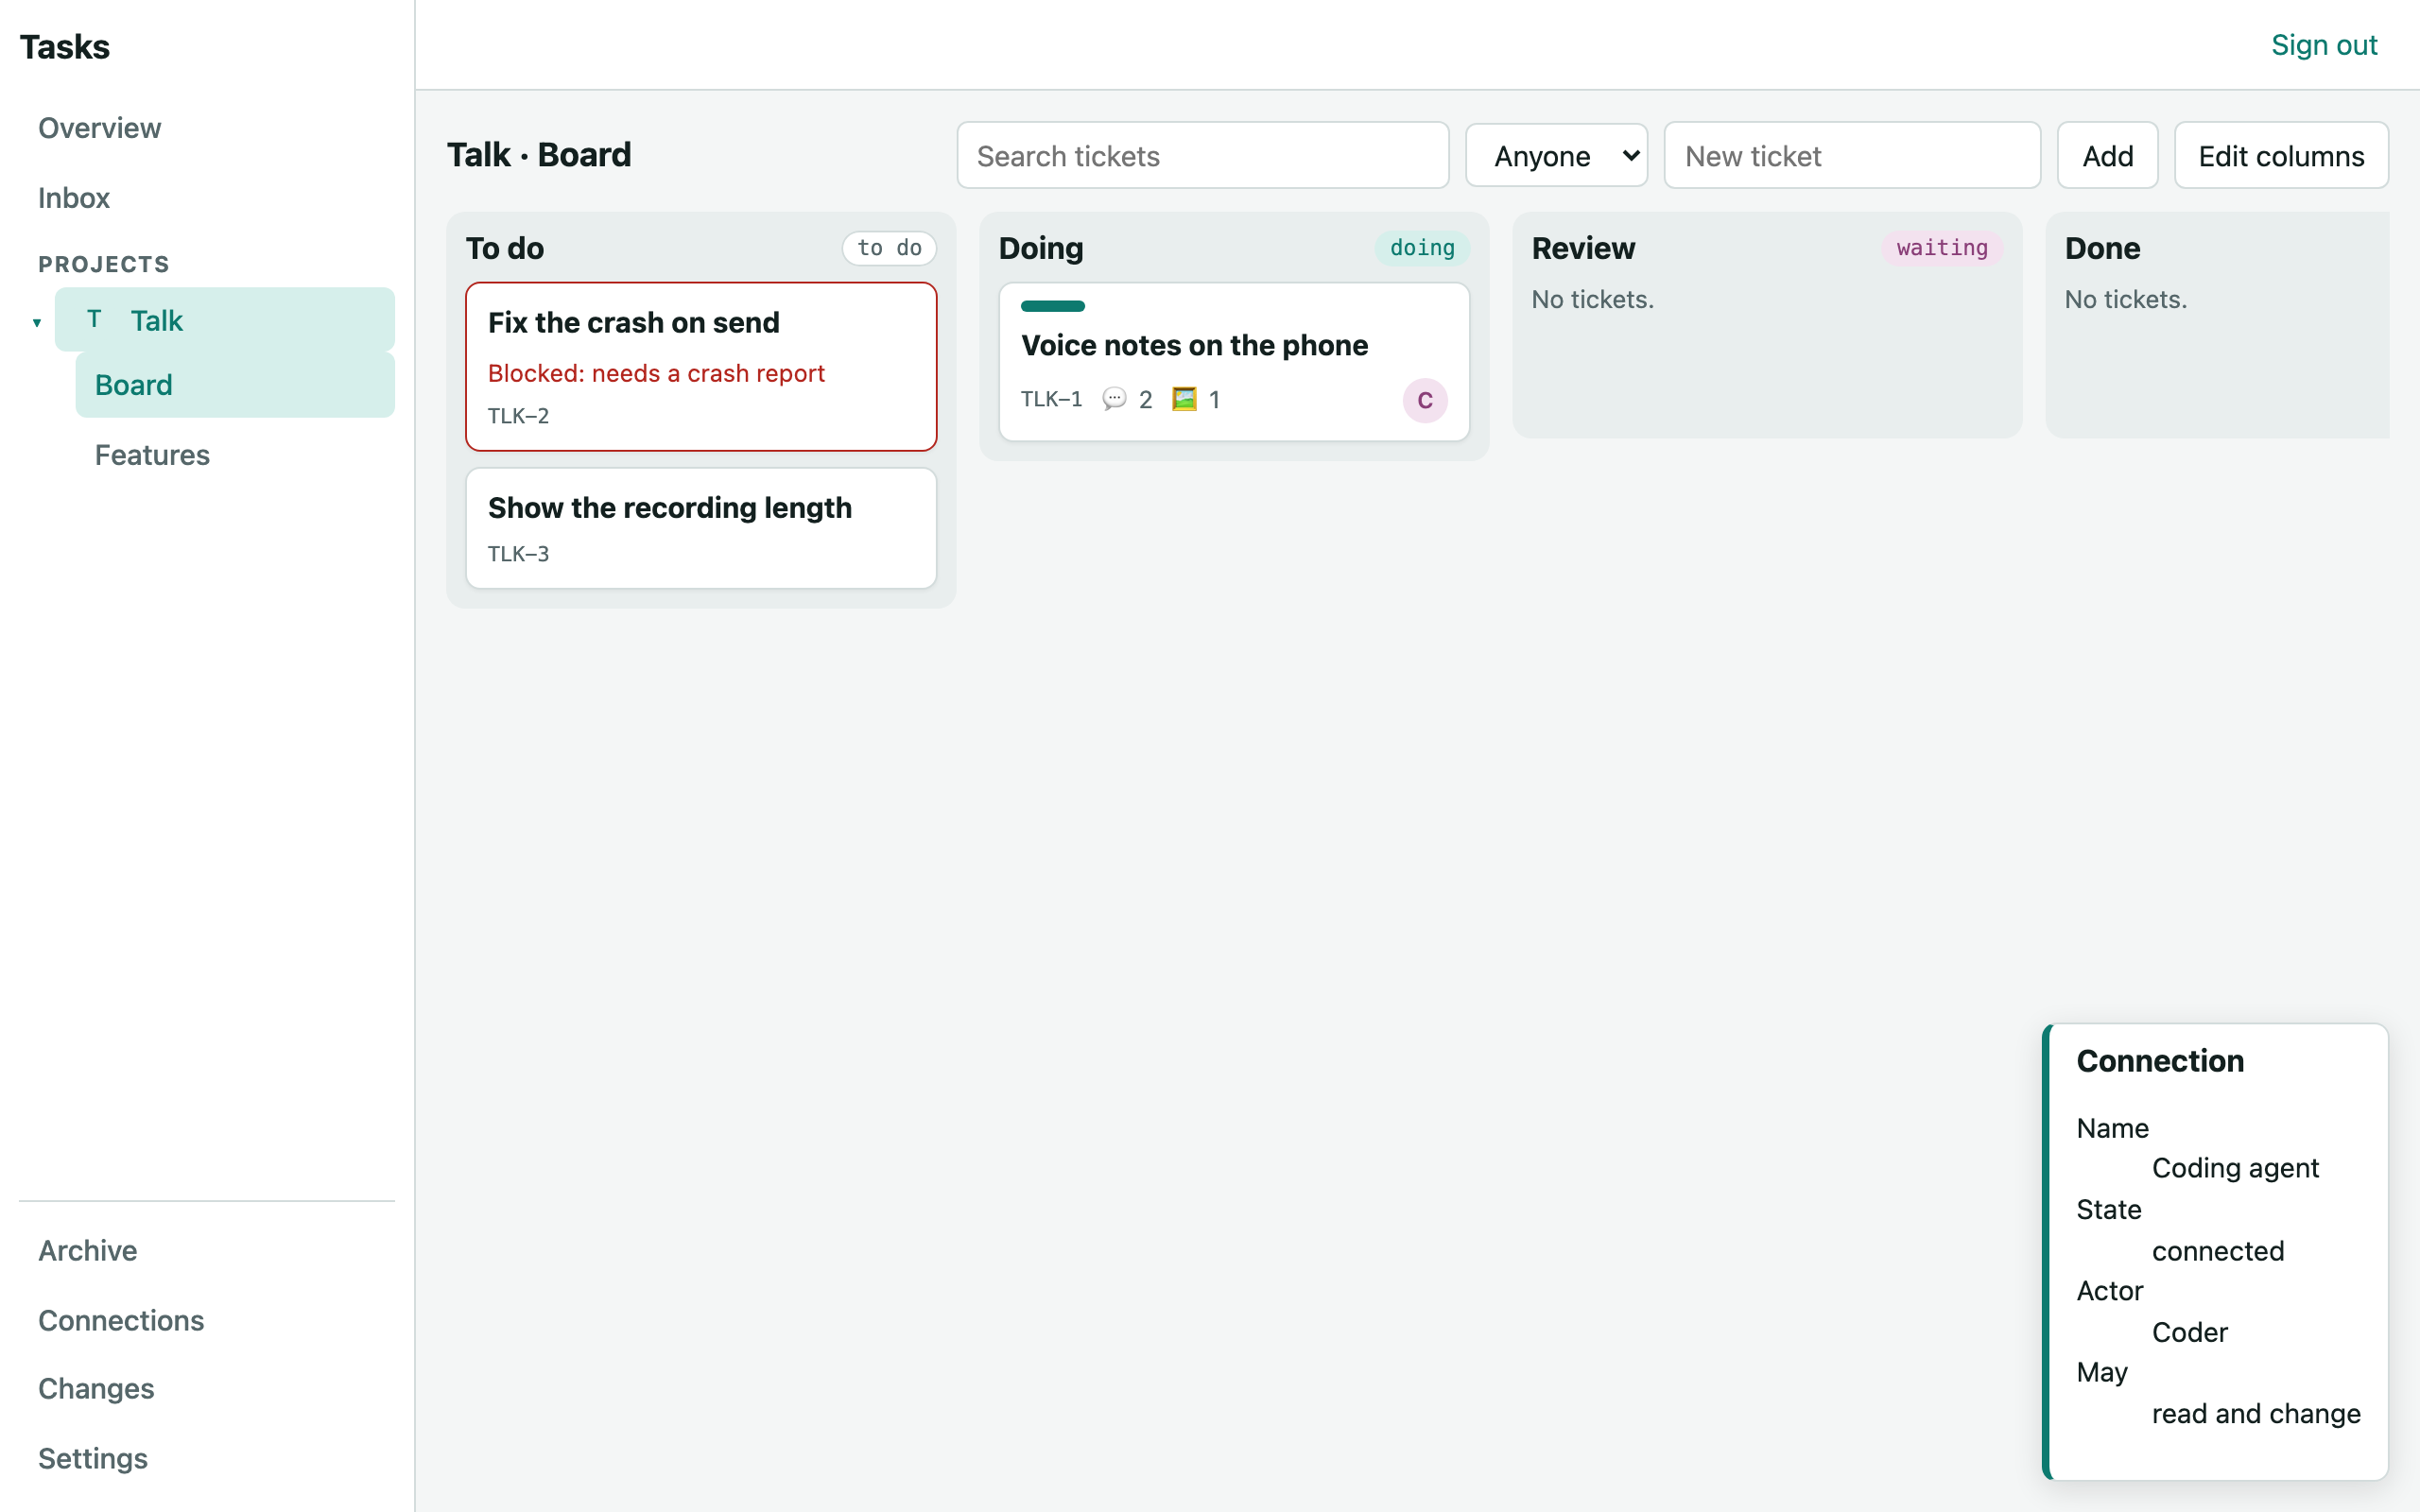 Tasks
Overview
Inbox
PROJECTS
T Talk
Board
Features
Archive
Connections
Changes
Settings
Sign out
Talk · Board
Search tickets
Anyone
New ticket
Add
Edit columns
To do
to do
Fix the crash on send
Blocked: needs a crash report
TLK-2
Show the recording length
TLK-3
Doing
doing
Voice notes on the phone
TLK-1 2 1
C
Review
waiting
No tickets.
Done
No tickets.
Connection
Name
Coding agent
State
connected
Actor
Coder
May
read and change